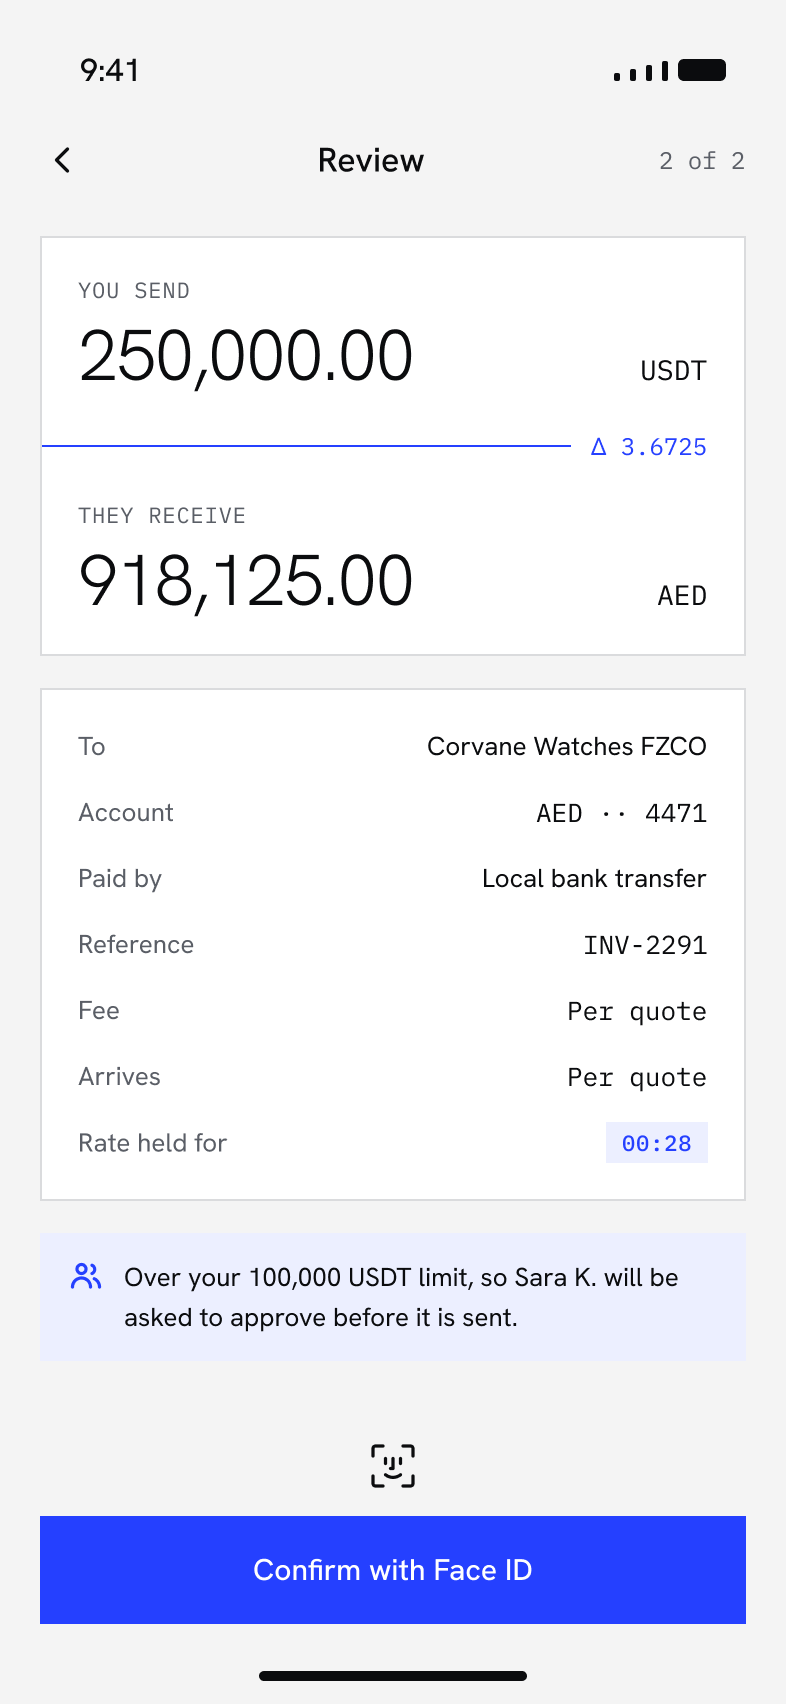 9:41
Review
2 of 2
YOU SEND
250,000.00
USDT
Δ 3.6725
THEY RECEIVE
918,125.00
AED
To
Corvane Watches FZCO
Account
AED ·· 4471
Paid by
Local bank transfer
Reference
INV-2291
Fee
Per quote
Arrives
Per quote
Rate held for
00:28
Over your 100,000 USDT limit, so Sara K. will be
asked to approve before it is sent.
Confirm with Face ID